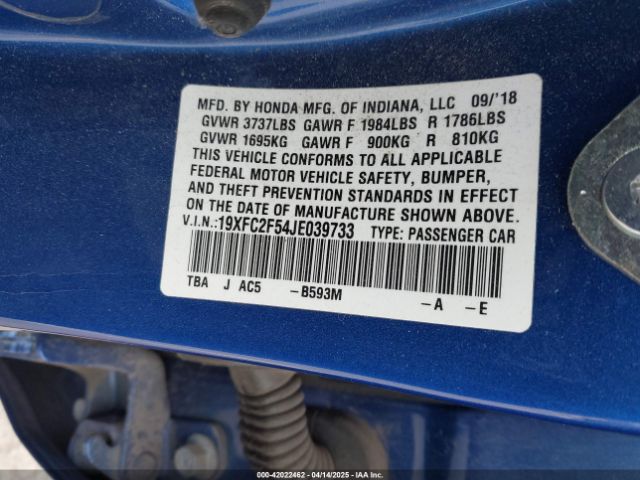 MFD. BY HONDA MFG. OF INDIANA, LLC 09/'18
GVWR 3737LBS GAWR F 1984LBS R 1786LBS
GVWR 1695KG GAWR F 900KG R 810KG
THIS VEHICLE CONFORMS TO ALL APPLICABLE
FEDERAL MOTOR VEHICLE SAFETY, BUMPER,
AND THEFT PREVENTION STANDARDS IN EFFECT
ON THE DATE OF MANUFACTURE SHOWN ABOVE.
V.I.N.:19XFC2F54JE039733 TYPE: PASSENGER CAR
TBA J AC5 -B593M -A -E
000-42022462 - 04/14/2025 - IAAI.COM